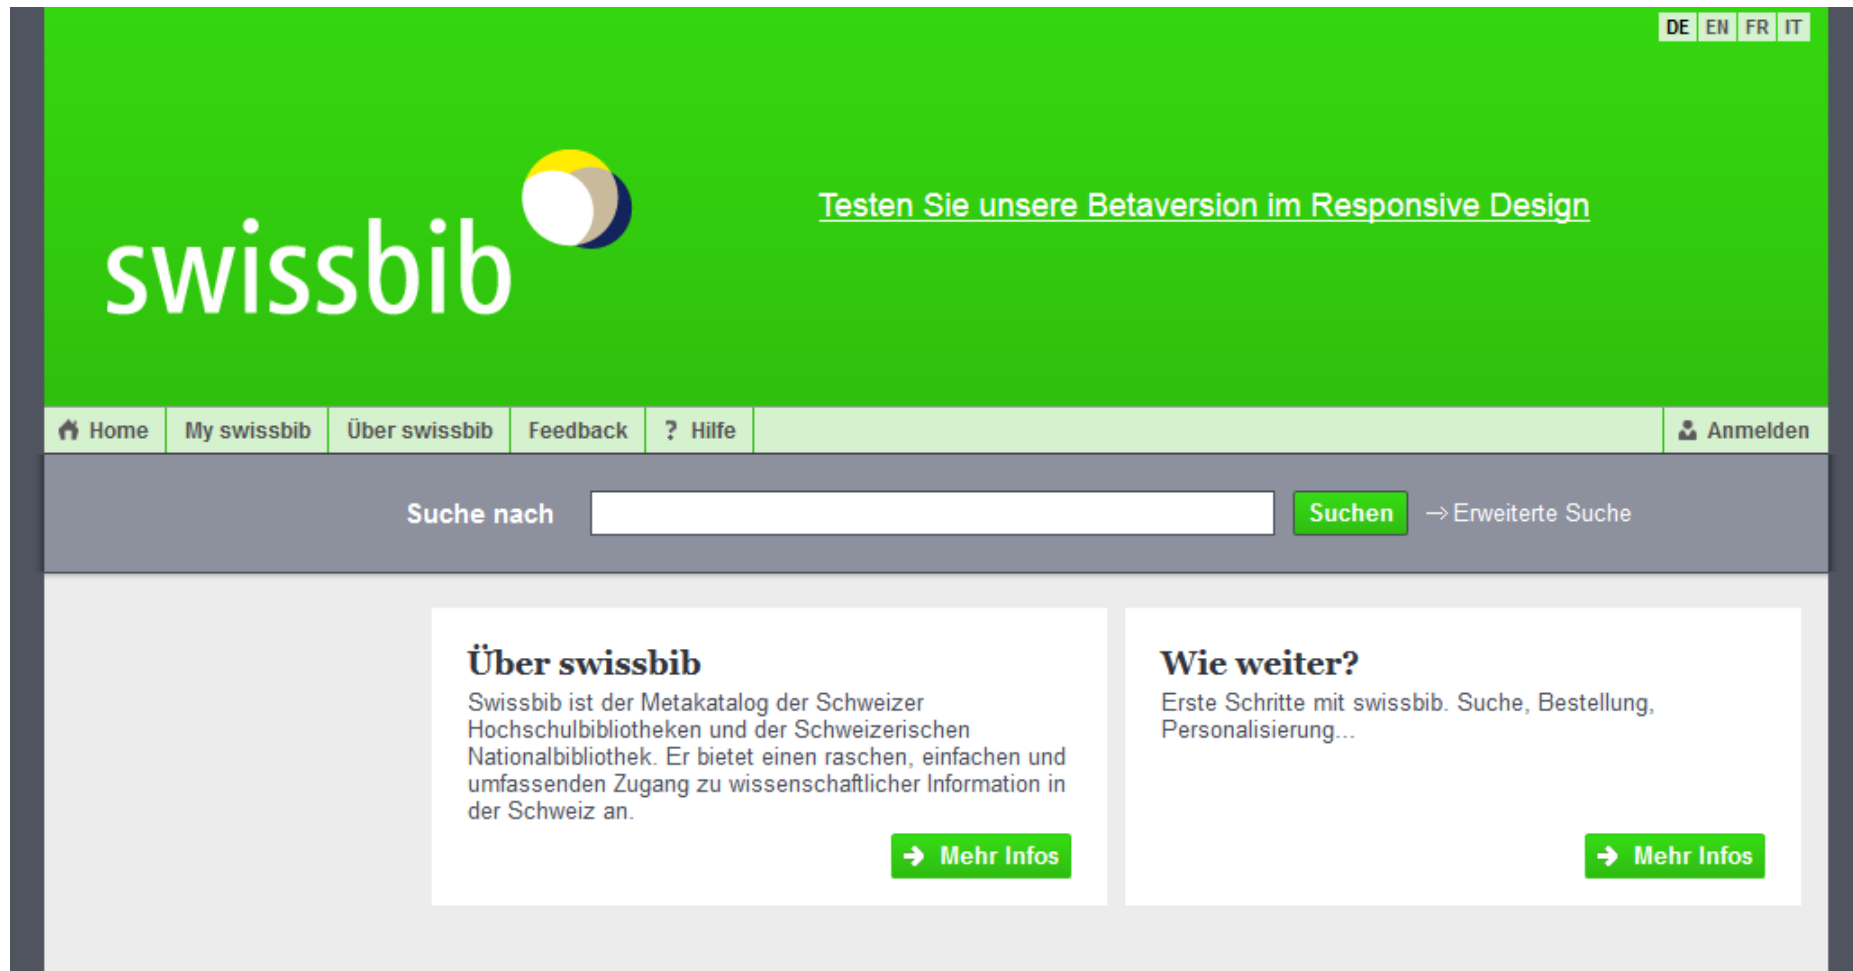 DE EN FR IT
swissbib
Testen Sie unsere Betaversion im Responsive Design
Home My swissbib Über swissbib Feedback ? Hilfe Anmelden
Suche nach Suchen Erweiterte Suche
Über swissbib
Swissbib ist der Metakatalog der Schweizer
Hochschulbibliotheken und der Schweizerischen
Nationalbibliothek. Er bietet einen raschen, einfachen und
umfassenden Zugang zu wissenschaftlicher Information in
der Schweiz an.
Mehr Infos
Wie weiter?
Erste Schritte mit swissbib. Suche, Bestellung,
Personalisierung...
Mehr Infos